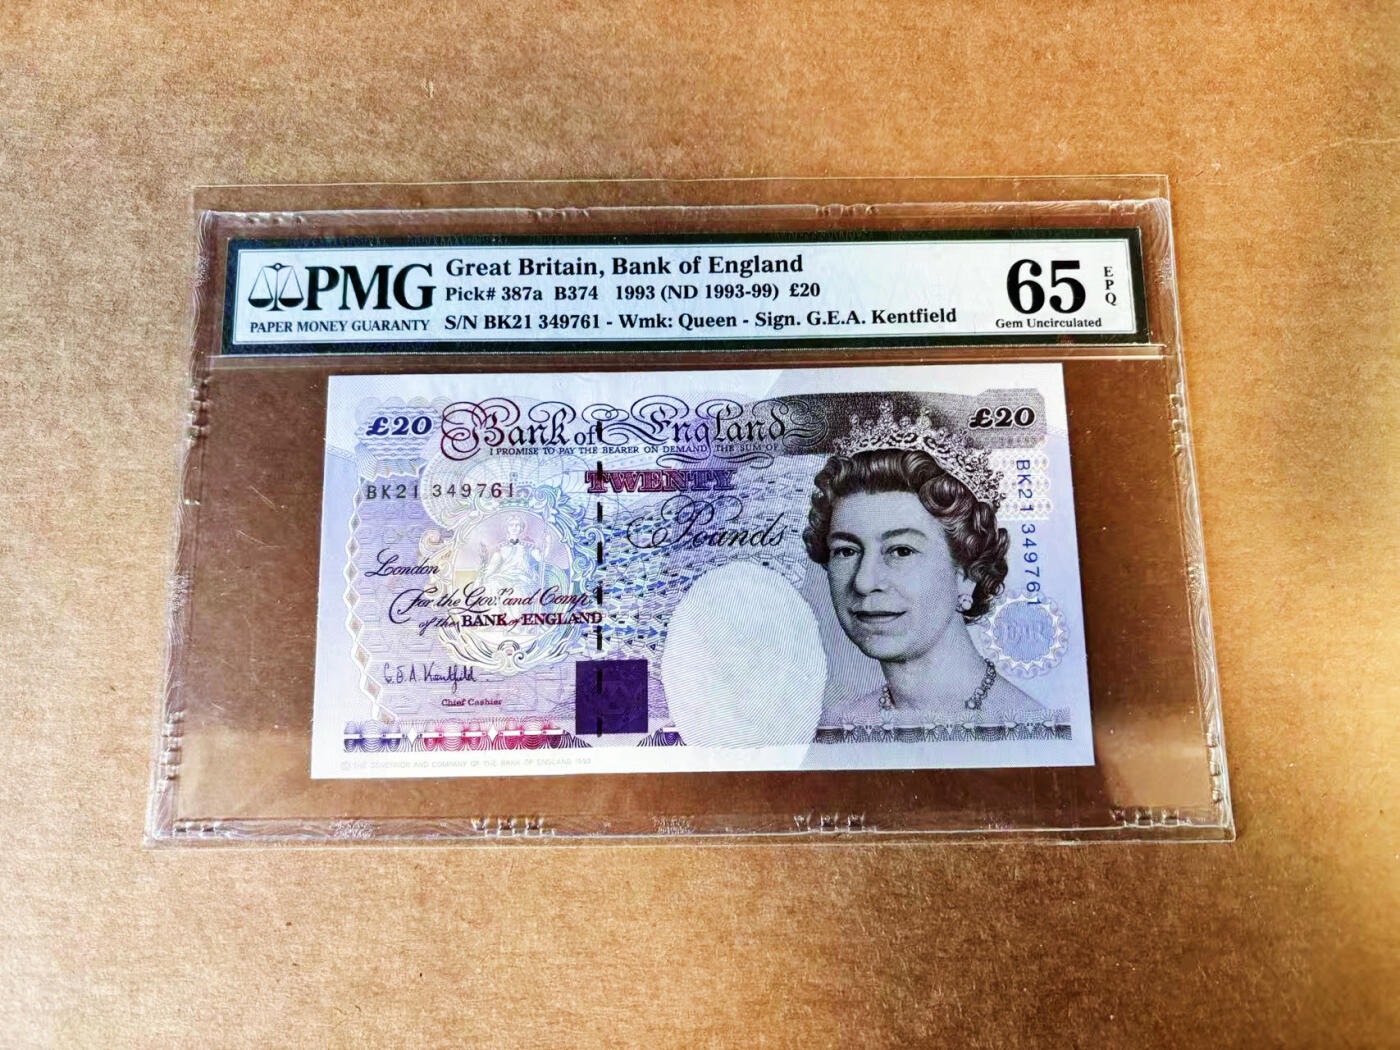 PMG
PAPER MONEY GUARANTY
Great Britain, Bank of England
Pick# 387a B374 1993 (ND 1993-99) £20
S/N BK21 349761 - Wmk: Queen - Sign. G.E.A. Kentfield
65
EPQ
Gem Uncirculated
£20
Bank of England
£20
I PROMISE TO PAY THE BEARER ON DEMAND THE SUM OF
TWENTY
BK21 349761
Pounds
BK21 349761
London
For the Govr. and Compa.
of the BANK of ENGLAND
G E A Kentfield
Chief Cashier
© THE GOVERNOR AND COMPANY OF THE BANK OF ENGLAND 1993